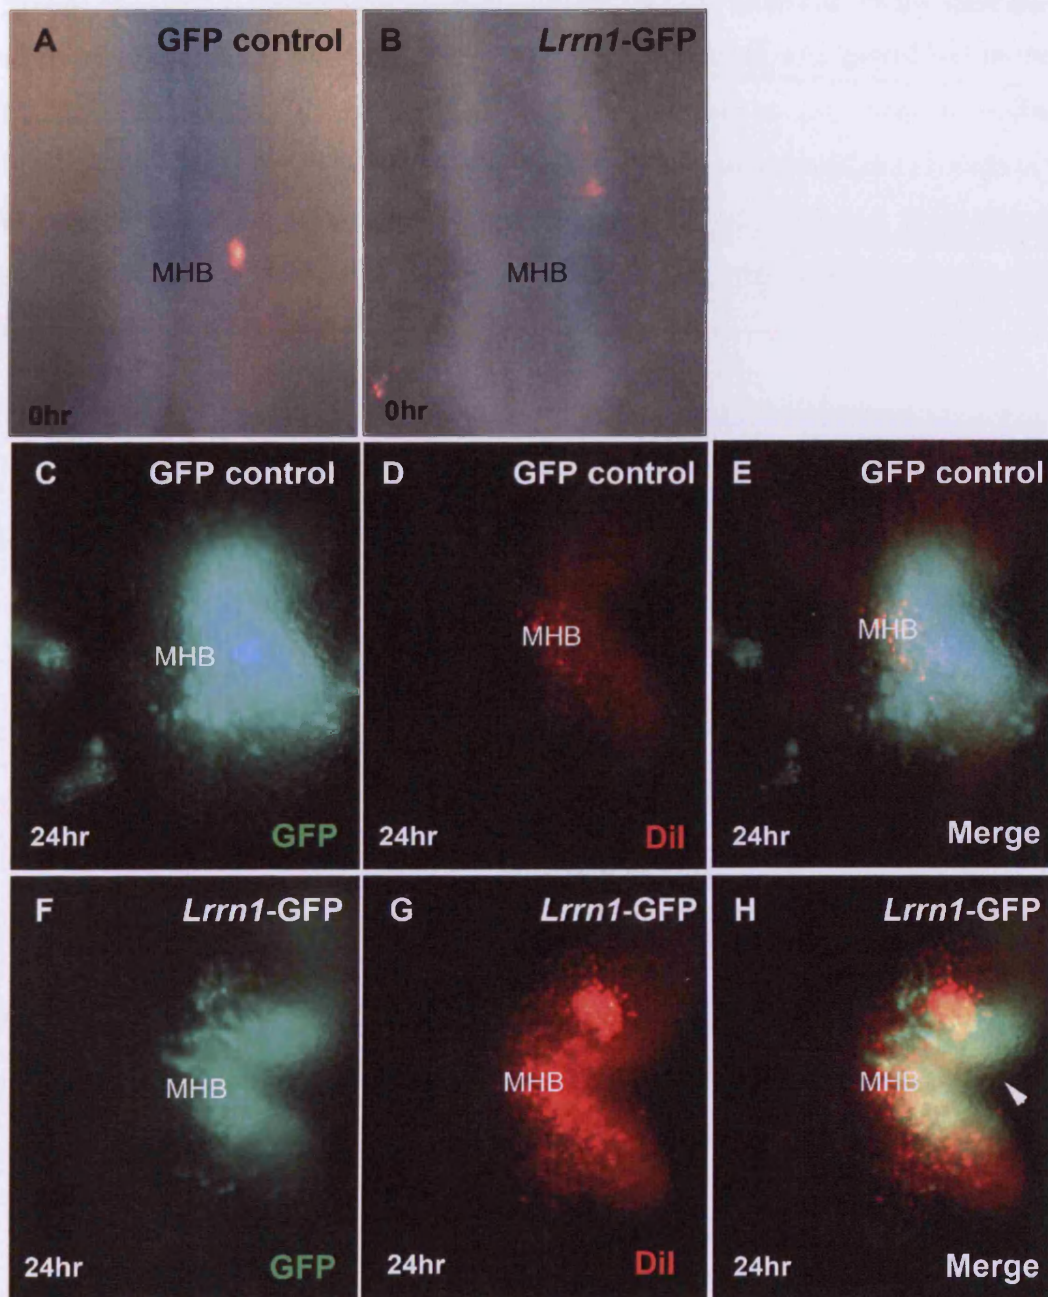 A GFP control
B Lrrn1-GFP
MHB
MHB
0hr
0hr
C GFP control
D GFP control
E GFP control
MHB
MHB
MHB
24hr GFP
24hr DiI
24hr Merge
F Lrrn1-GFP
G Lrrn1-GFP
H Lrrn1-GFP
MHB
MHB
MHB
24hr GFP
24hr DiI
24hr Merge